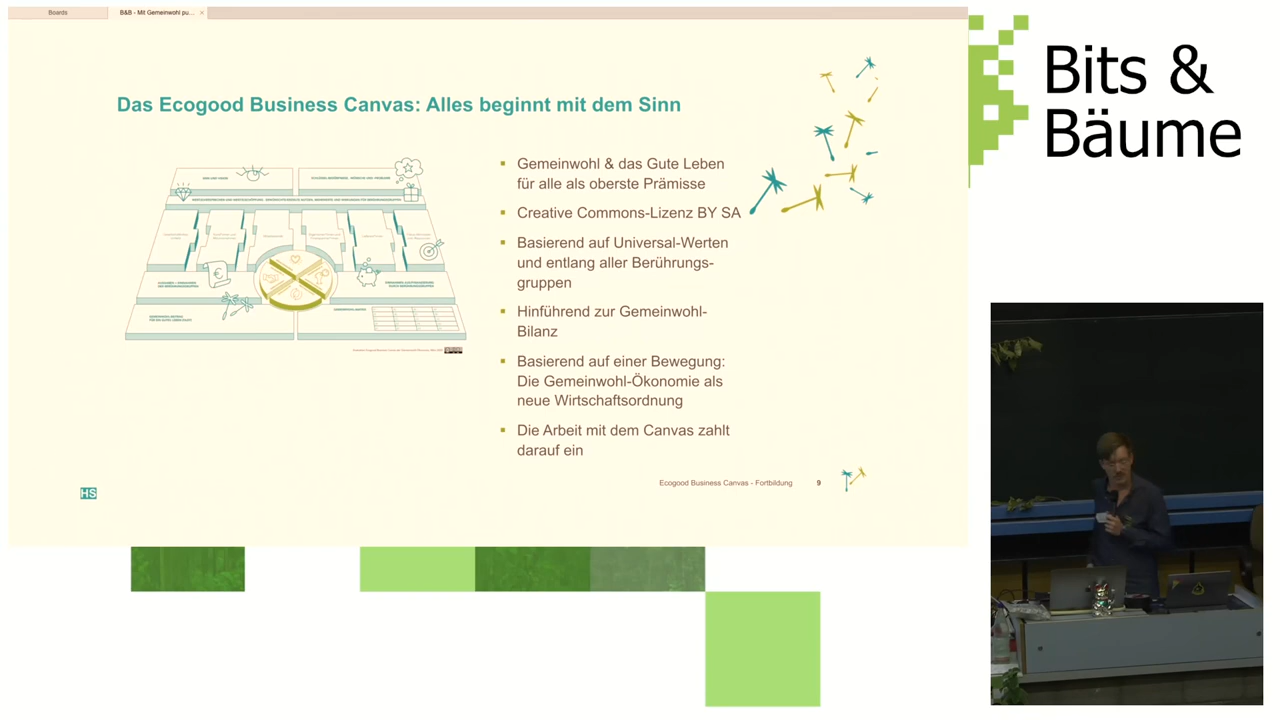 Boards
B&B - Mit Gemeinwohl pu... ×
Bits &
Bäume
Das Ecogood Business Canvas: Alles beginnt mit dem Sinn
▪ Gemeinwohl & das Gute Leben
für alle als oberste Prämisse
▪ Creative Commons-Lizenz BY SA
▪ Basierend auf Universal-Werten
und entlang aller Berührungs-
gruppen
▪ Hinführend zur Gemeinwohl-
Bilanz
▪ Basierend auf einer Bewegung:
Die Gemeinwohl-Ökonomie als
neue Wirtschaftsordnung
▪ Die Arbeit mit dem Canvas zahlt
darauf ein
Ecogood Business Canvas - Fortbildung 9
HS